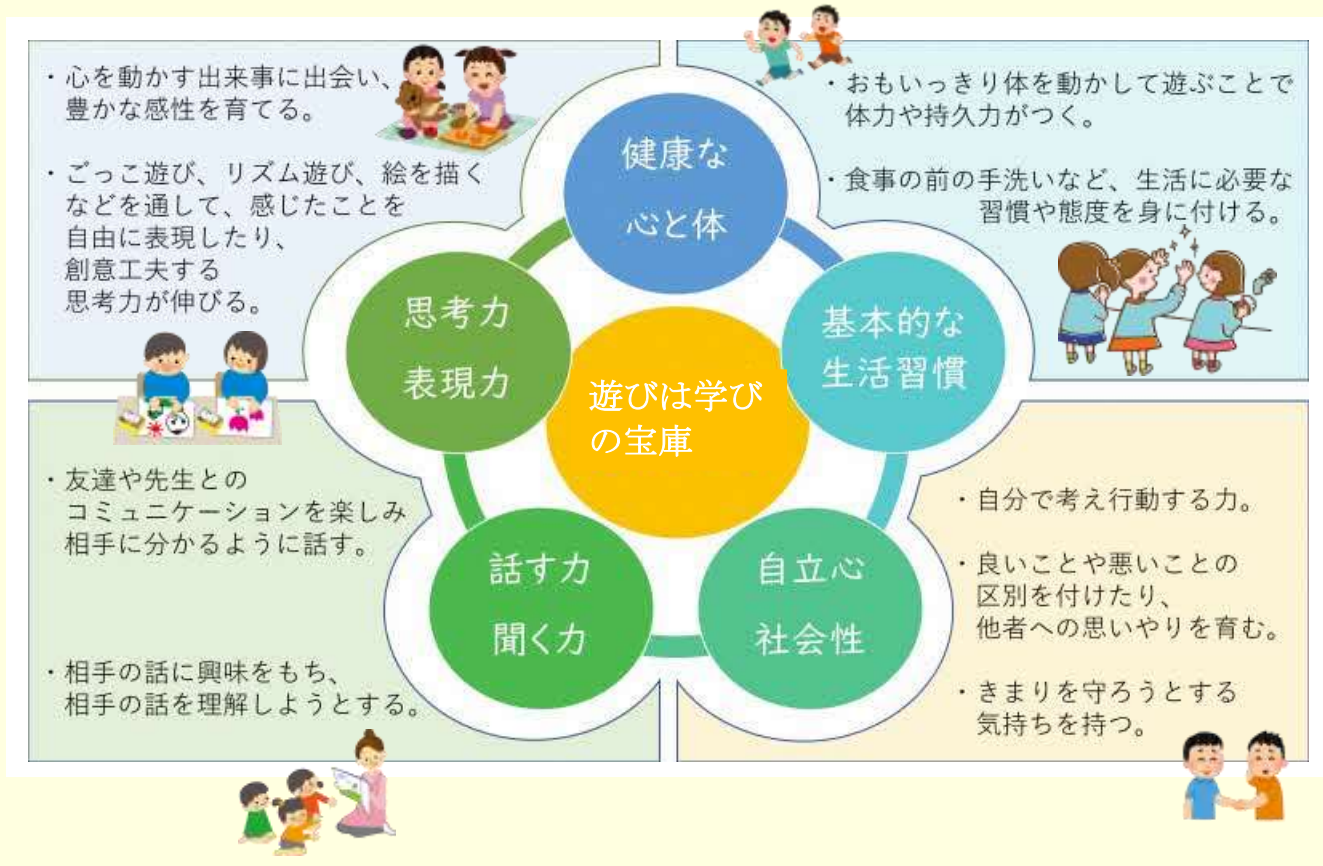 ・心を動かす出来事に出会い、
豊かな感性を育てる。
・ごっこ遊び、リズム遊び、絵を描く
などを通して、感じたことを
自由に表現したり、
創意工夫する
思考力が伸びる。
・おもいっきり体を動かして遊ぶことで
体力や持久力がつく。
・食事の前の手洗いなど、生活に必要な
習慣や態度を身に付ける。
健康な
心と体
思考力
表現力
基本的な
生活習慣
遊びは学び
の宝庫
話す力
聞く力
自立心
社会性
・友達や先生との
コミュニケーションを楽しみ
相手に分かるように話す。
・相手の話に興味をもち、
相手の話を理解しようとする。
・自分で考え行動する力。
・良いことや悪いことの
区別を付けたり、
他者への思いやりを育む。
・きまりを守ろうとする
気持ちを持つ。